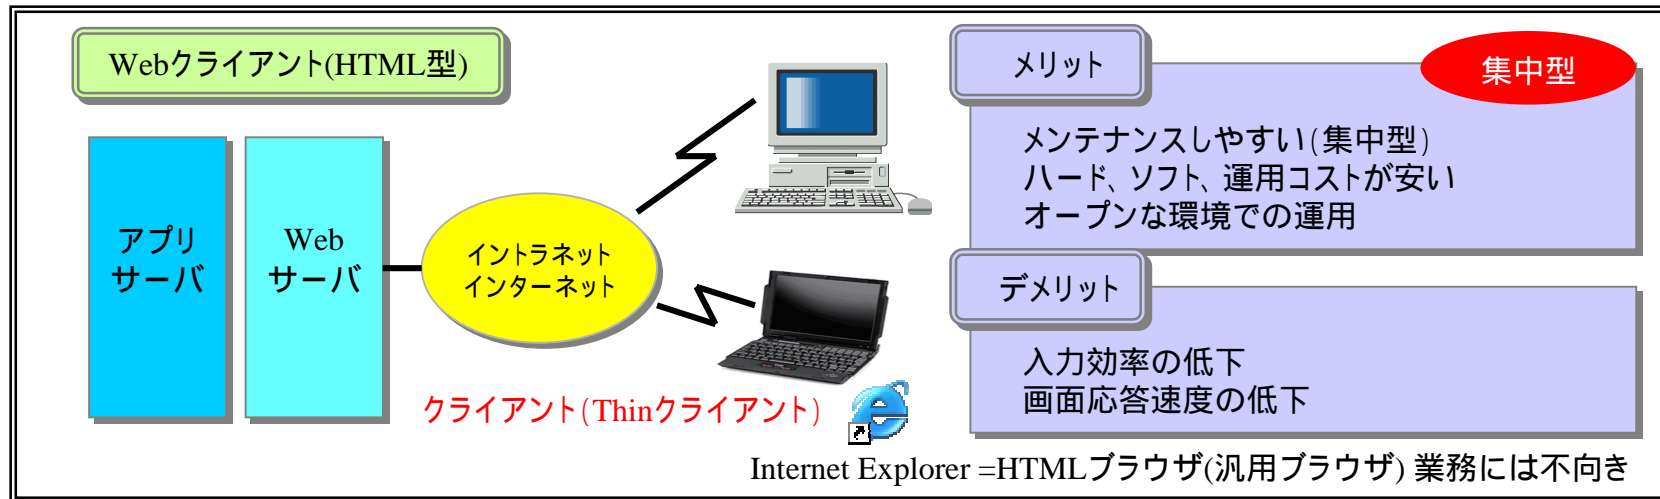 Webクライアント(HTML型)
アプリ
サーバ
Web
サーバ
イントラネット
インターネット
クライアント(Thinクライアント)
メリット
集中型
メンテナンスしやすい(集中型)
ハード、ソフト、運用コストが安い
オープンな環境での運用
デメリット
入力効率の低下
画面応答速度の低下
Internet Explorer =HTMLブラウザ(汎用ブラウザ) 業務には不向き